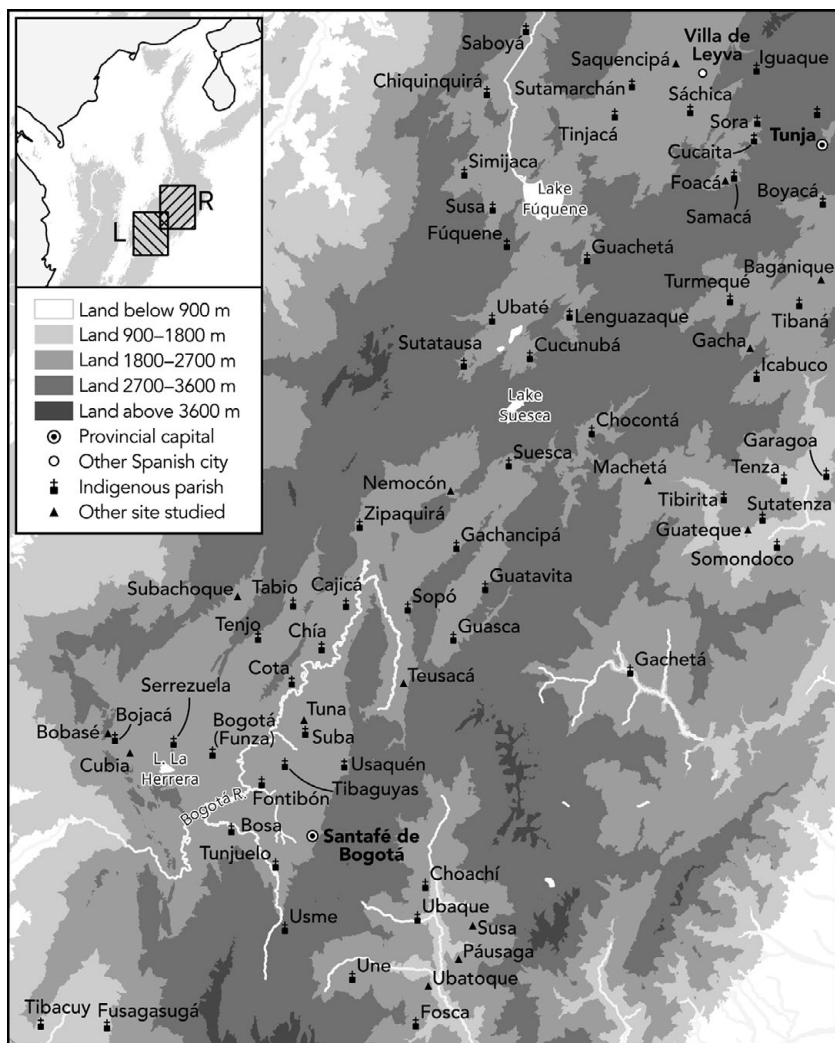 L
R
Land below 900 m
Land 900–1800 m
Land 1800–2700 m
Land 2700–3600 m
Land above 3600 m
Provincial capital
Other Spanish city
Indigenous parish
Other site studied
Saboyá
Villa de
Leyva
Saquencipá
Iguaque
Chiquinquirá
Sutamarchán
Sáchica
Tinjacá
Sora
Tunja
Cucaita
Simijaca
Foacá
Lake
Fúquene
Boyacá
Susa
Samacá
Fúquene
Guachetá
Baganique
Turmequé
Ubaté
Lenguazaque
Tibaná
Sutatausa
Cucunubá
Gacha
Icabuco
Lake
Suesca
Chocontá
Garagoa
Suesca
Machetá
Tenza
Nemocón
Tibirita
Sutatenza
Zipaquirá
Guateque
Gachancipá
Somondoco
Subachoque
Tabio
Cajicá
Guatavita
Sopó
Tenjo
Chía
Guasca
Cota
Gachetá
Serrezuela
Teusacá
Bojacá
Bogotá
(Funza)
Tuna
Bobasé
Suba
Cubia
L. La
Herrera
Usaquén
Tibaguyas
Bogotá R.
Fontibón
Bosa
Santafé de
Bogotá
Tunjuelo
Choachí
Ubaque
Usme
Susa
Páusaga
Une
Ubatoque
Tibacuy
Fusagasugá
Fosca